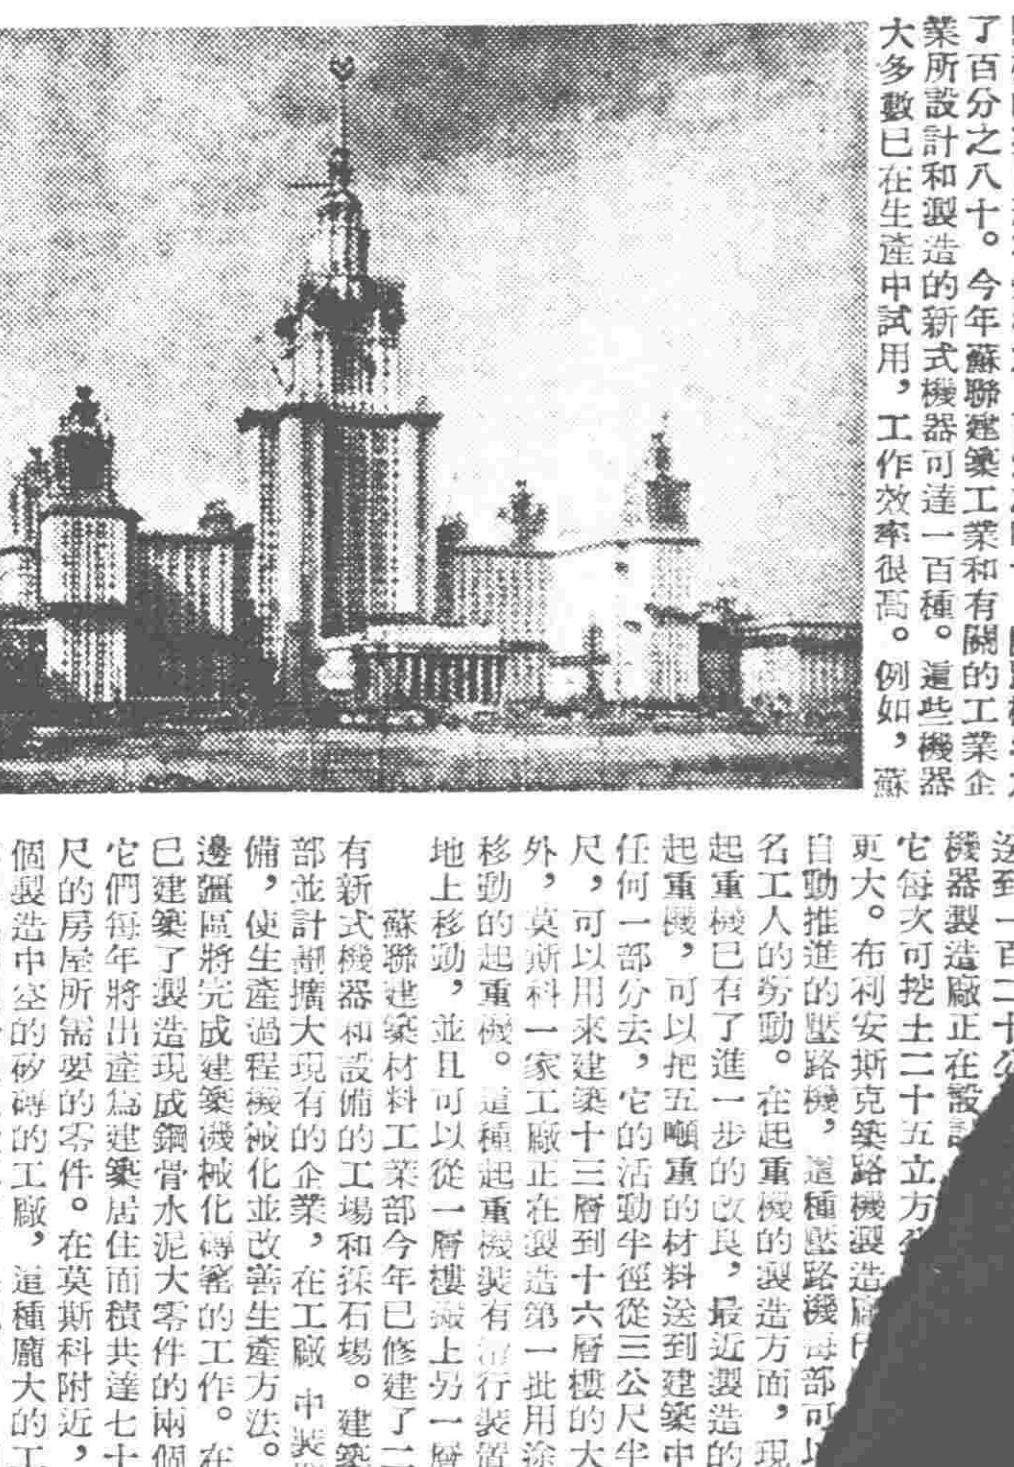 了百分之八十。今年蘇聯建築工業和有關的工業企
業所設計和製造的新式機器可達一百種。這些機器
大多數已在生產中試用，工作效率很高。例如，蘇
送到一百二十公
機器製造廠正在設計
它每次可挖土二十五立方公
更大。布利安斯克築路機製造廠
自動推進的壓路機，這種壓路機每部可以
名工人的勞動。在起重機的製造方面，現
起重機已有了進一步的改良，最近製造的
起重機，可以把五噸重的材料送到建築中
任何一部分去，它的活動半徑從三公尺半
尺，可以用來建築十三層到十六層樓的大
外，莫斯科一家工廠正在製造第一批用途
移動的起重機。這種起重機裝有滑行裝置
地上移動，並且可以從一層樓搬上另一層
蘇聯建築材料工業部今年已修建了二
有新式機器和設備的工場和採石場。建築
部並計劃擴大現有的企業，在工廠中裝
備，使生產過程機械化並改善生產方法。
邊疆區將完成建築機械化磚窰的工作。在
已建築了製造現成鋼骨水泥大零件的兩個
它們每年將出產為建築居住面積共達七十
尺的房屋所需要的零件。在莫斯科附近，
個製造中空的矽磚的工廠，這種龐大的工